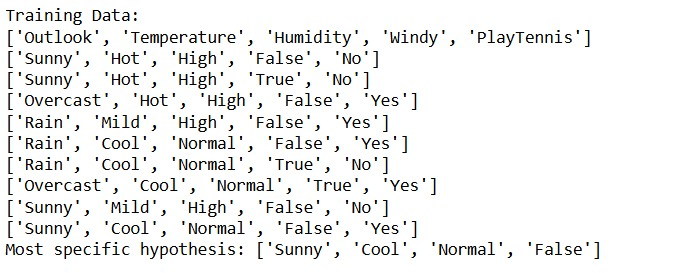 Training Data:
['Outlook', 'Temperature', 'Humidity', 'Windy', 'PlayTennis']
['Sunny', 'Hot', 'High', 'False', 'No']
['Sunny', 'Hot', 'High', 'True', 'No']
['Overcast', 'Hot', 'High', 'False', 'Yes']
['Rain', 'Mild', 'High', 'False', 'Yes']
['Rain', 'Cool', 'Normal', 'False', 'Yes']
['Rain', 'Cool', 'Normal', 'True', 'No']
['Overcast', 'Cool', 'Normal', 'True', 'Yes']
['Sunny', 'Mild', 'High', 'False', 'No']
['Sunny', 'Cool', 'Normal', 'False', 'Yes']
Most specific hypothesis: ['Sunny', 'Cool', 'Normal', 'False']